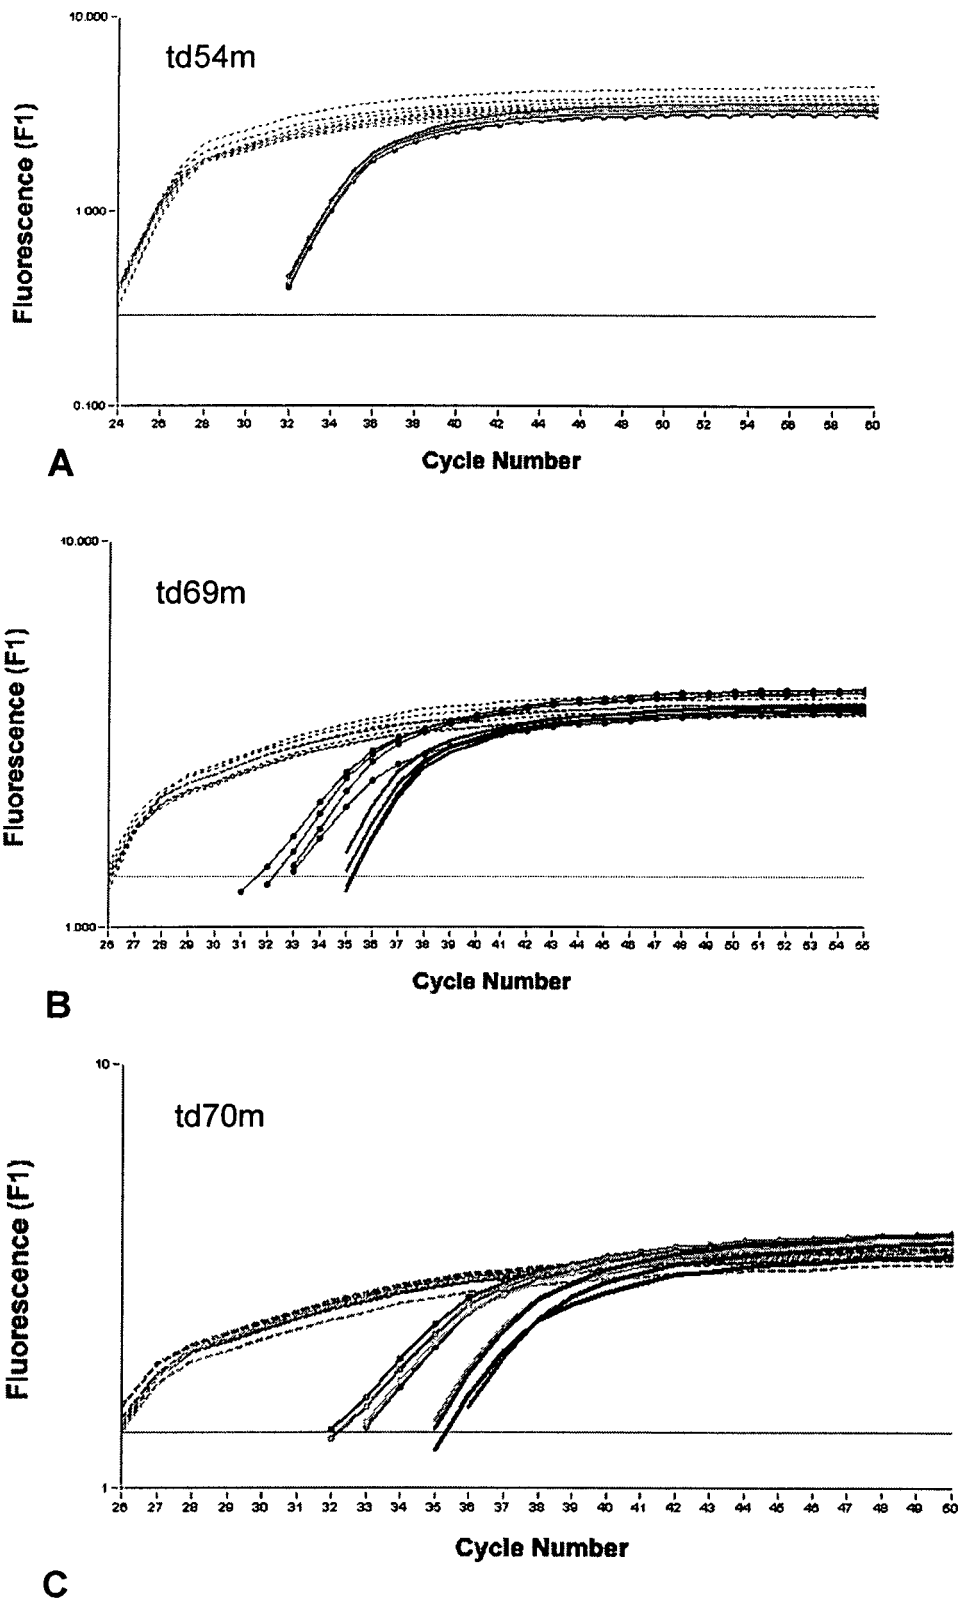 10.000
td54m
Fluorescence (F1)
1.000
0.100
24 26 28 30 32 34 36 38 40 42 44 46 48 50 52 54 56 58 60
Cycle Number
A
10.000
td69m
Fluorescence (F1)
1.000
26 27 28 29 30 31 32 33 34 35 36 37 38 39 40 41 42 43 44 45 46 47 48 49 50 51 52 53 54 55
Cycle Number
B
10
td70m
Fluorescence (F1)
1
26 27 28 29 30 31 32 33 34 35 36 37 38 39 40 41 42 43 44 45 46 47 48 49 50
Cycle Number
C